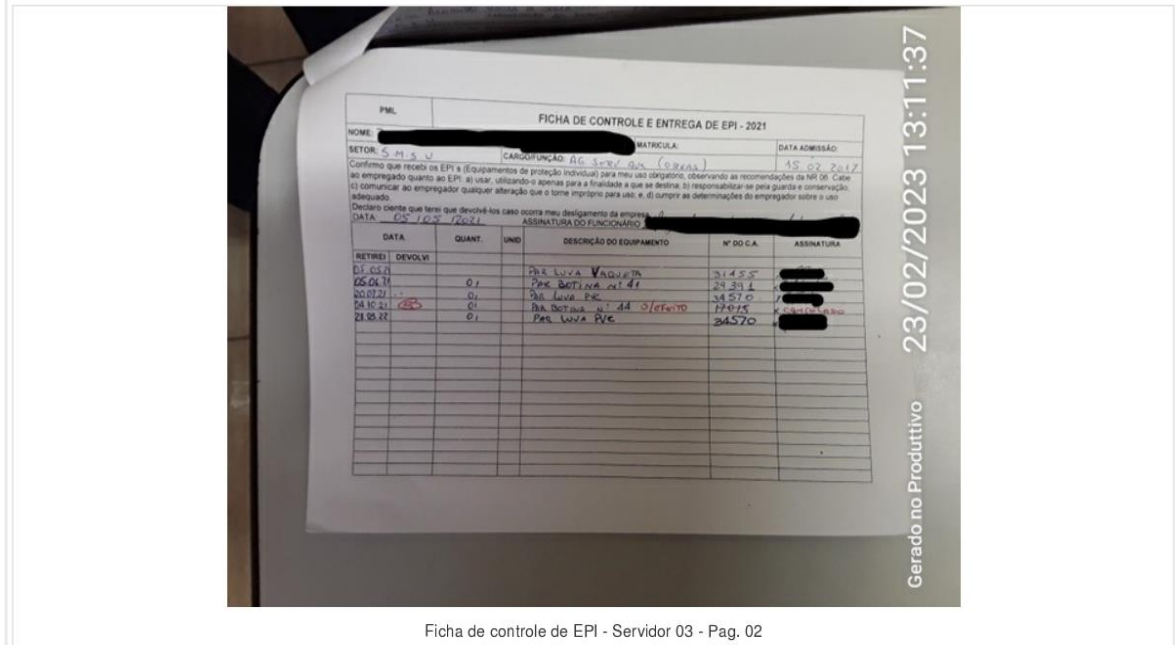 PML FICHA DE CONTROLE E ENTREGA DE EPI - 2021
NOME:
MATRICULA:
DATA ADMISSÃO:
SETOR: S.M.S.U CARGO/FUNÇÃO: AG SERV. PUB (OBRAS) 15.02.2017
Confirmo que recebi os EPI's (Equipamentos de proteção Individual) para meu uso obrigatório, observando as recomendações da NR 06. Cabe
ao empregado quanto ao EPI: a) usar, utilizando-o apenas para a finalidade a que se destina; b) responsabilizar-se pela guarda e conservação;
c) comunicar ao empregador qualquer alteração que o torne impróprio para uso; e, d) cumprir as determinações do empregador sobre o uso
adequado.
Declaro ciente que terei que devolvê-los caso ocorra meu desligamento da empresa.
DATA: 05/05/2021 ASSINATURA DO FUNCIONÁRIO
DATA QUANT. UNID DESCRIÇÃO DO EQUIPAMENTO Nº DO C.A. ASSINATURA
RETIREI DEVOLVI
05.05.21 PAR LUVA VAQUETA 31455
05.06.21 01 PAR BOTINA Nº 41 29391
20.07.21 01 PAR LUVA PVC 34570
04.10.21 01 PAR BOTINA Nº 44 S/EFEITO 17015 CANCELADO
01 PAR LUVA PVC 34570
Gerado no Produttivo 23/02/2023 13:11:37
Ficha de controle de EPI - Servidor 03 - Pag. 02